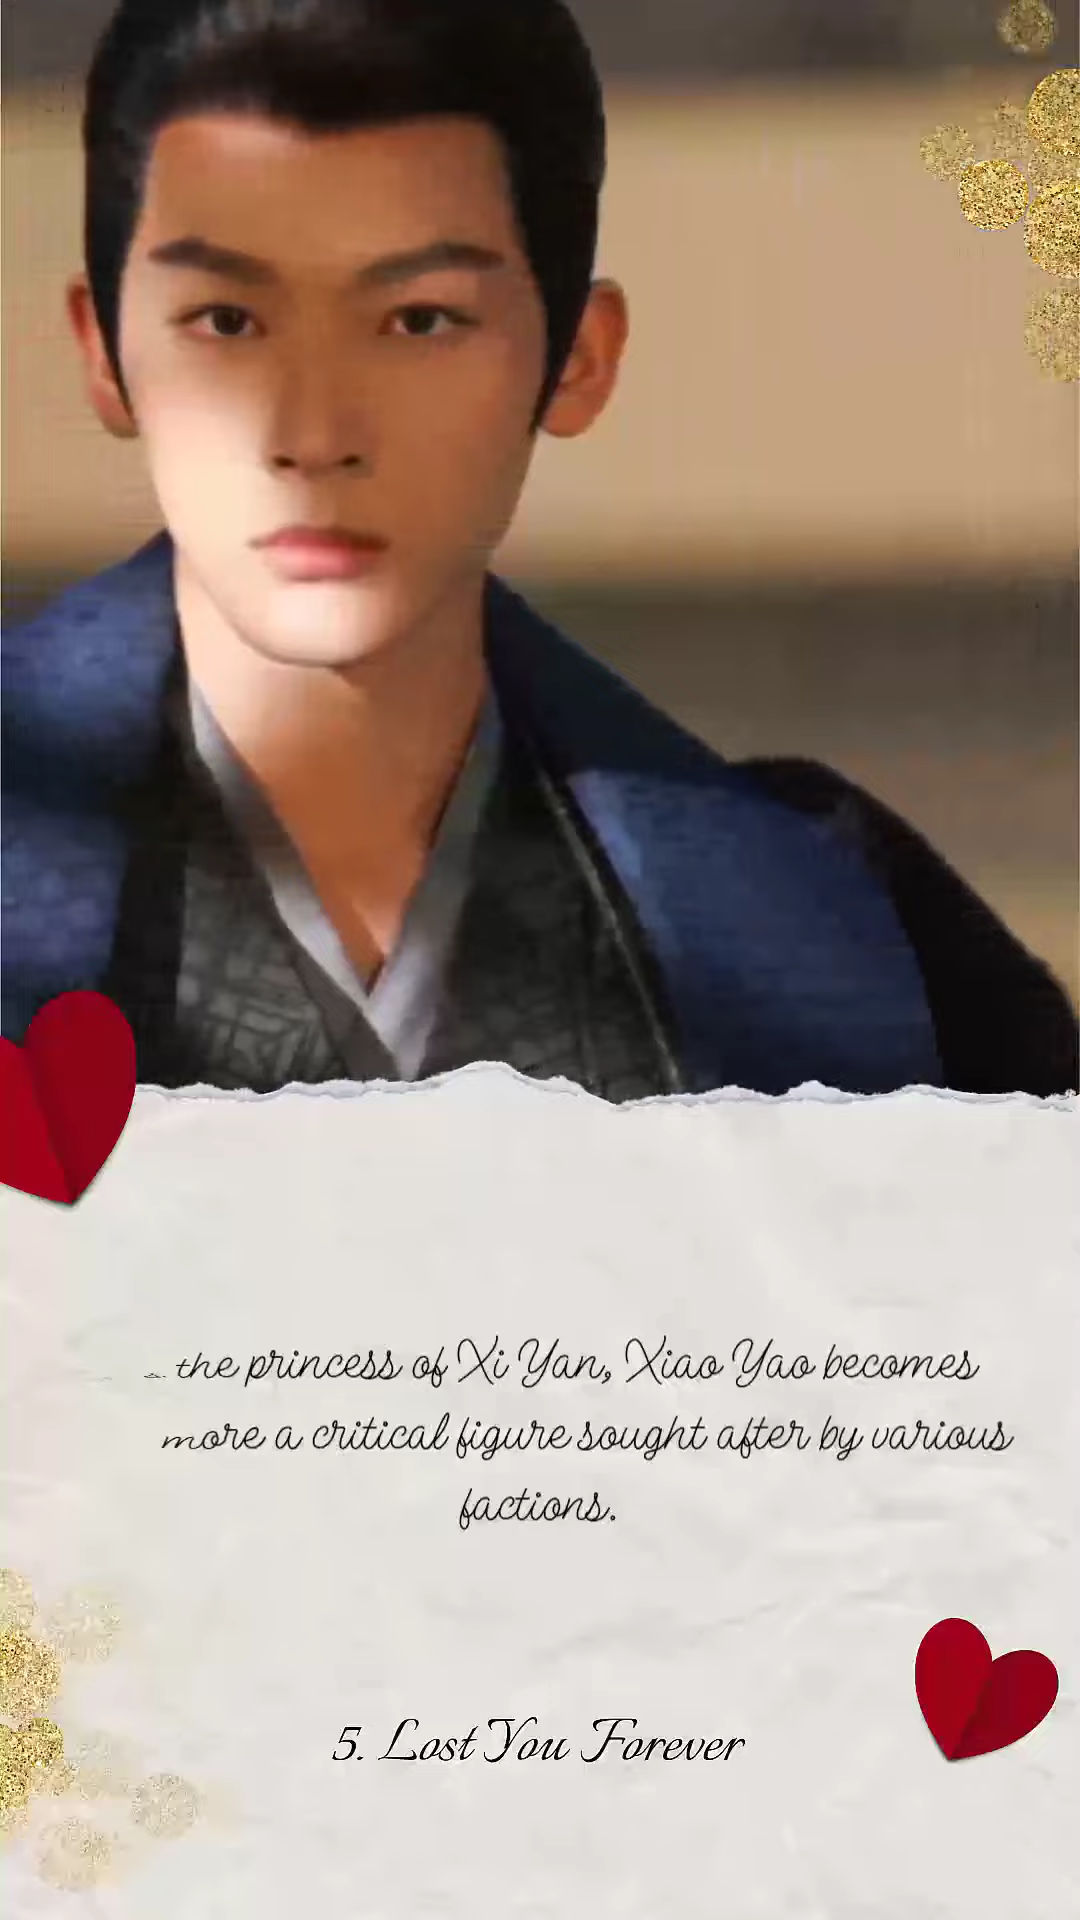 the princess of Xi Yan, Xiao Yao becomes
more a critical figure sought after by various
factions.
5. Lost You Forever